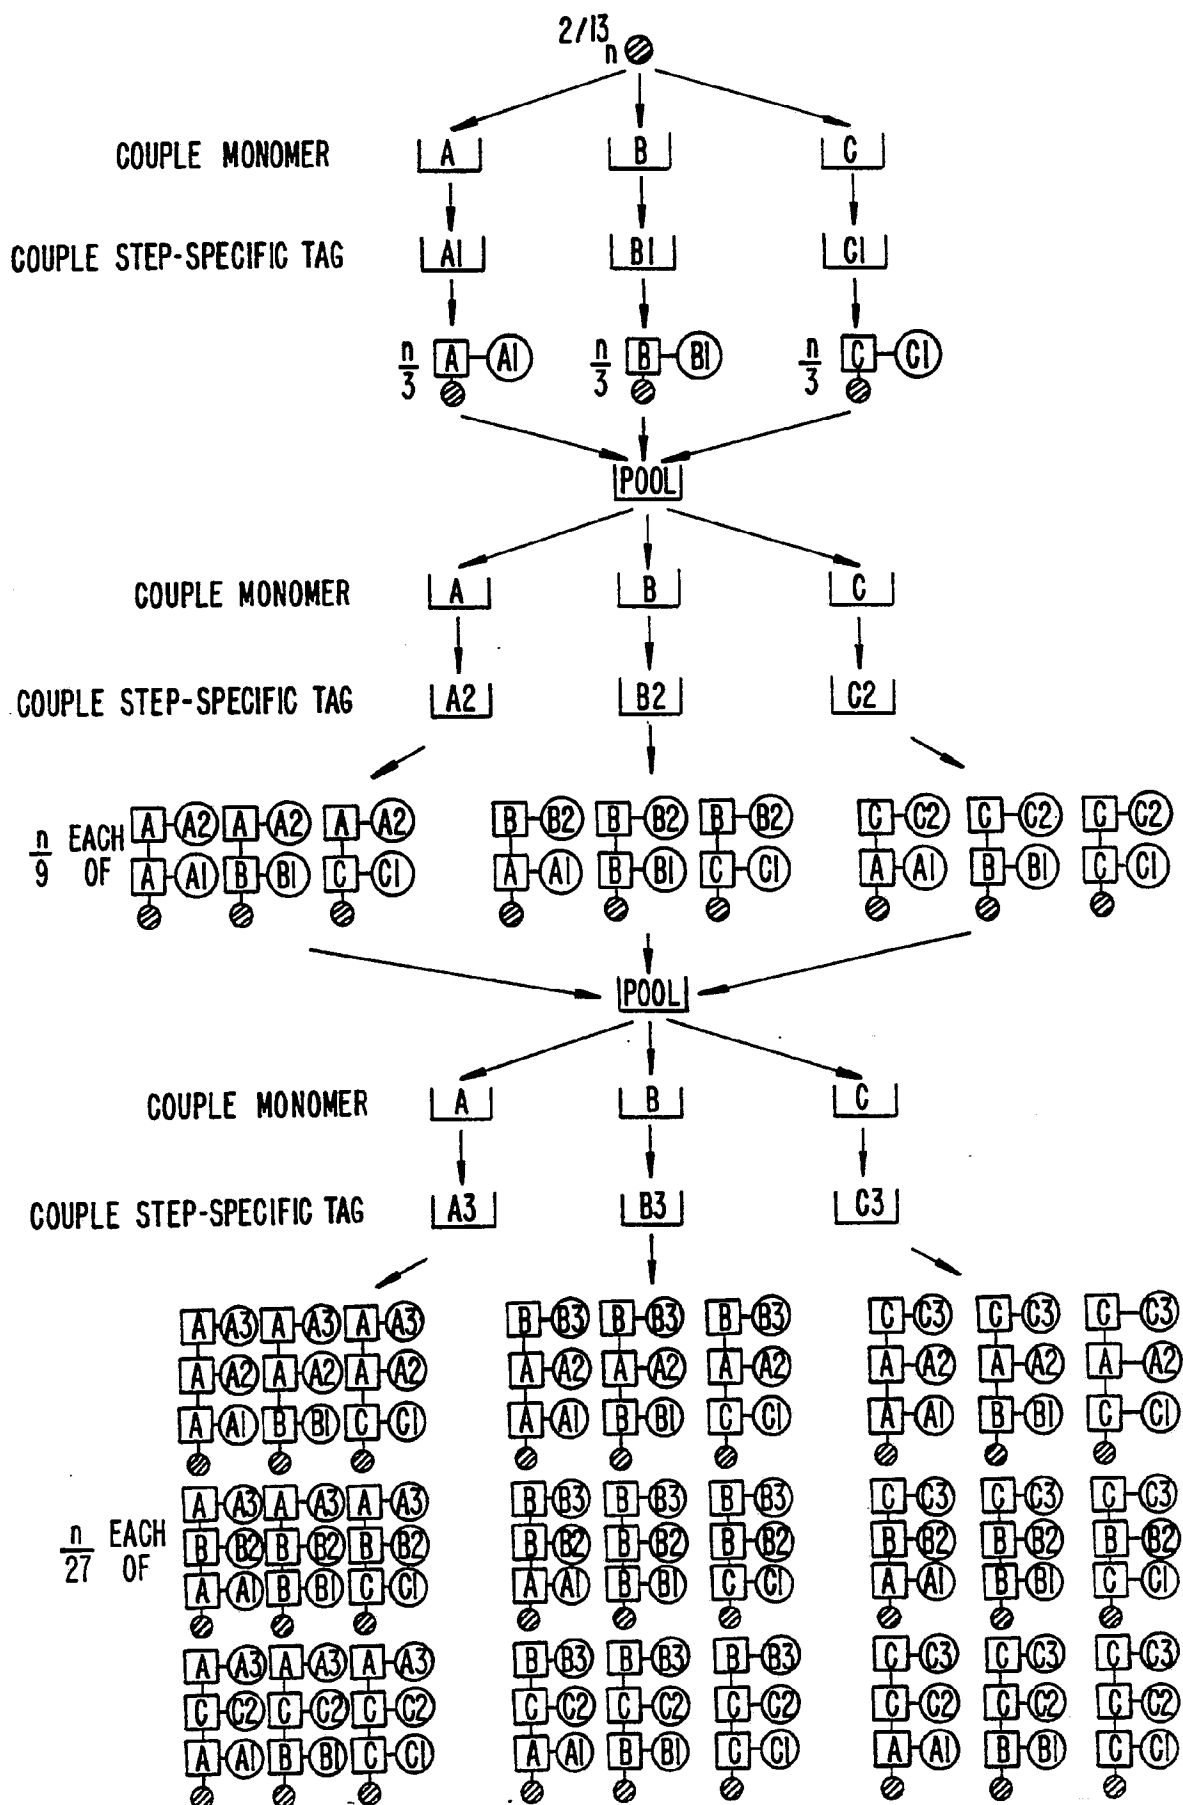 2/13
n
COUPLE MONOMER A B C
COUPLE STEP-SPECIFIC TAG A1 B1 C1
n/3 A A1 n/3 B B1 n/3 C C1
POOL
COUPLE MONOMER A B C
COUPLE STEP-SPECIFIC TAG A2 B2 C2
n/9 EACH OF
A A2 A A2 A A2 B B2 B B2 B B2 C C2 C C2 C C2
A A1 B B1 C C1 A A1 B B1 C C1 A A1 B B1 C C1
POOL
COUPLE MONOMER A B C
COUPLE STEP-SPECIFIC TAG A3 B3 C3
A A3 A A3 A A3 B B3 B B3 B B3 C C3 C C3 C C3
A A2 A A2 A A2 A A2 A A2 A A2 A A2 A A2 A A2
A A1 B B1 C C1 A A1 B B1 C C1 A A1 B B1 C C1
n/27 EACH OF
A A3 A A3 A A3 B B3 B B3 B B3 C C3 C C3 C C3
B B2 B B2 B B2 B B2 B B2 B B2 B B2 B B2 B B2
A A1 B B1 C C1 A A1 B B1 C C1 A A1 B B1 C C1
A A3 A A3 A A3 B B3 B B3 B B3 C C3 C C3 C C3
C C2 C C2 C C2 C C2 C C2 C C2 C C2 C C2 C C2
A A1 B B1 C C1 A A1 B B1 C C1 A A1 B B1 C C1